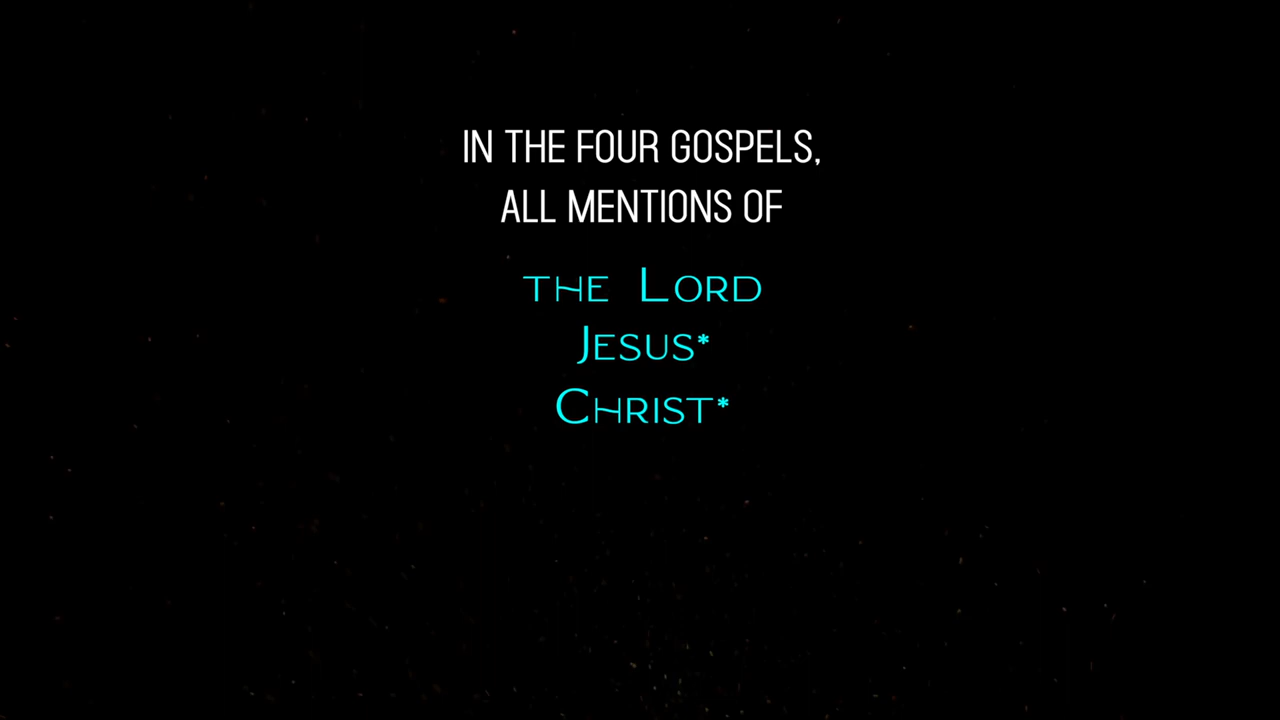 IN THE FOUR GOSPELS,
ALL MENTIONS OF
THE LORD
JESUS*
CHRIST*